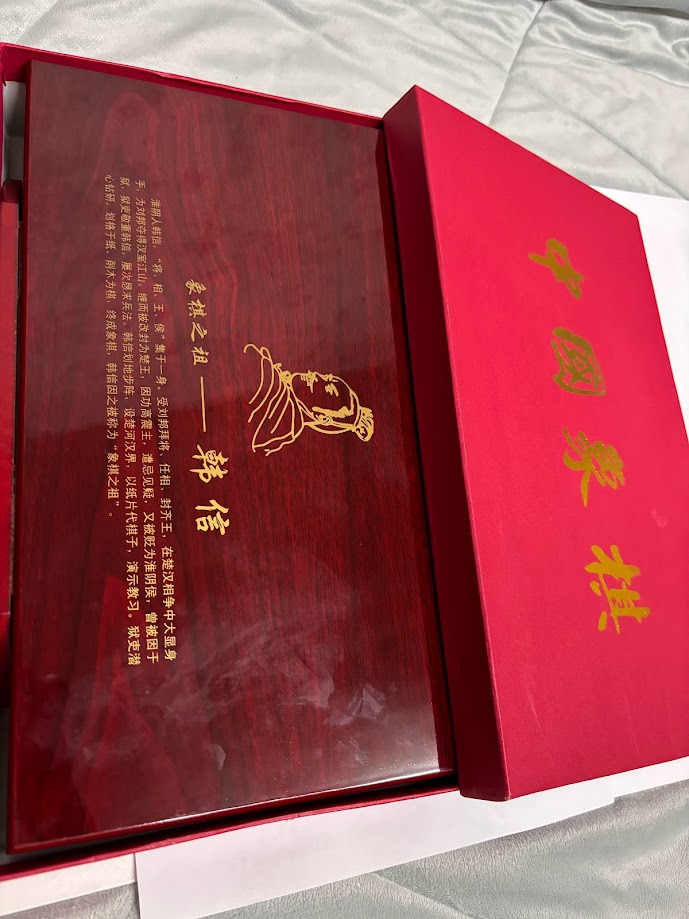 中國象棋
象棋之祖——韩信
淮阴人韩信，“将、相、王、侯”集于一身。受刘邦拜将、任相、封齐王，在楚汉相争中大显身
手，为刘邦夺得汉室江山。继而被改封为楚王，因功高震主，遭忌见疑，又被贬为淮阴侯，曾被困于
狱，狱吏敬重韩信，屡次恳求兵法。韩信划地步阵，设楚河汉界，以纸片代棋子，演示教习。狱吏潜
心钻研，划格于纸，削木为棋，终成象棋，韩信因之被称为“象棋之祖”。